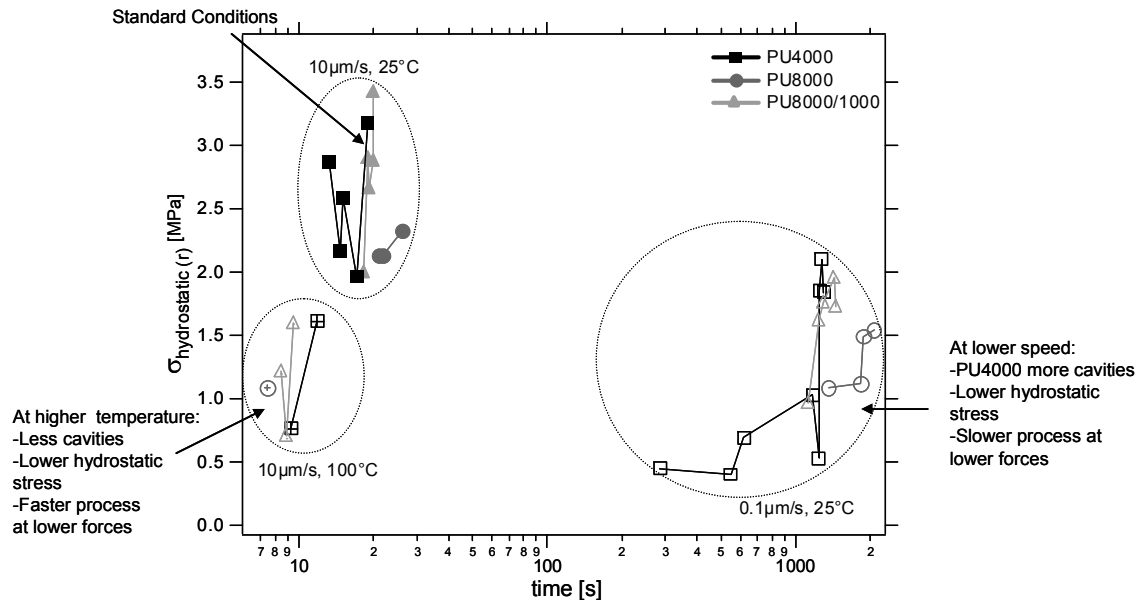 Standard Conditions
10µm/s, 25°C
PU4000
PU8000
PU8000/1000
3.5
3.0
2.5
2.0
1.5
1.0
0.5
0.0
σhydrostatic (r) [MPa]
At higher temperature:
-Less cavities
-Lower hydrostatic
stress
-Faster process
at lower forces
10µm/s, 100°C
At lower speed:
-PU4000 more cavities
-Lower hydrostatic
stress
-Slower process at
lower forces
0.1µm/s, 25°C
7 8 9 2 3 4 5 6 7 8 9 2 3 4 5 6 7 8 9 2
10 100 1000
time [s]